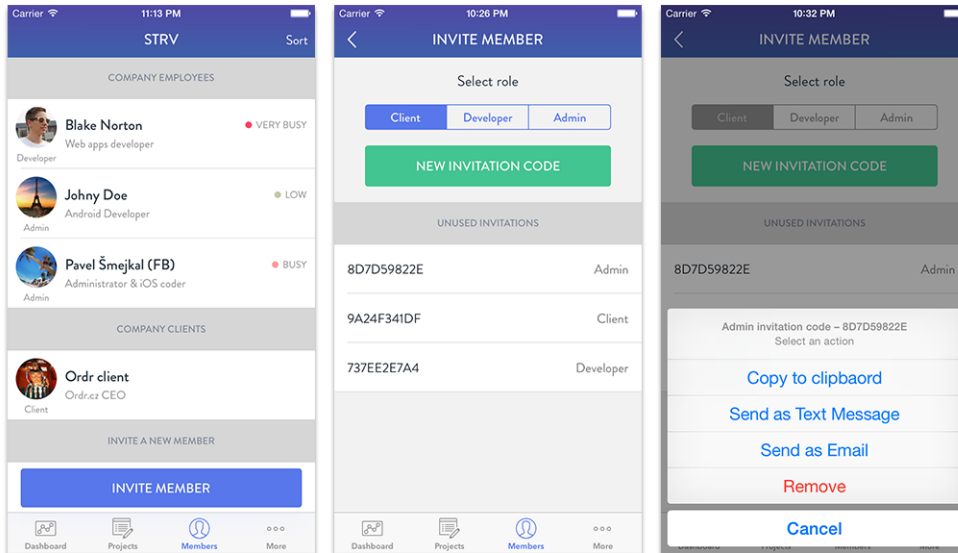 Carrier 11:13 PM
STRV Sort
COMPANY EMPLOYEES
Blake Norton VERY BUSY
Web apps developer
Developer
Johny Doe LOW
Android Developer
Admin
Pavel Šmejkal (FB) BUSY
Administrator & iOS coder
Admin
COMPANY CLIENTS
Ordr client
Ordr.cz CEO
Client
INVITE A NEW MEMBER
INVITE MEMBER
Dashboard Projects Members More
Carrier 10:26 PM
INVITE MEMBER
Select role
Client Developer Admin
NEW INVITATION CODE
UNUSED INVITATIONS
8D7D59822E Admin
9A24F341DF Client
737EE2E7A4 Developer
Dashboard Projects Members More
Carrier 10:32 PM
INVITE MEMBER
Select role
Client Developer Admin
NEW INVITATION CODE
UNUSED INVITATIONS
8D7D59822E Admin
Admin invitation code – 8D7D59822E
Select an action
Copy to clipbaord
Send as Text Message
Send as Email
Remove
Cancel
Dashboard Projects Members More